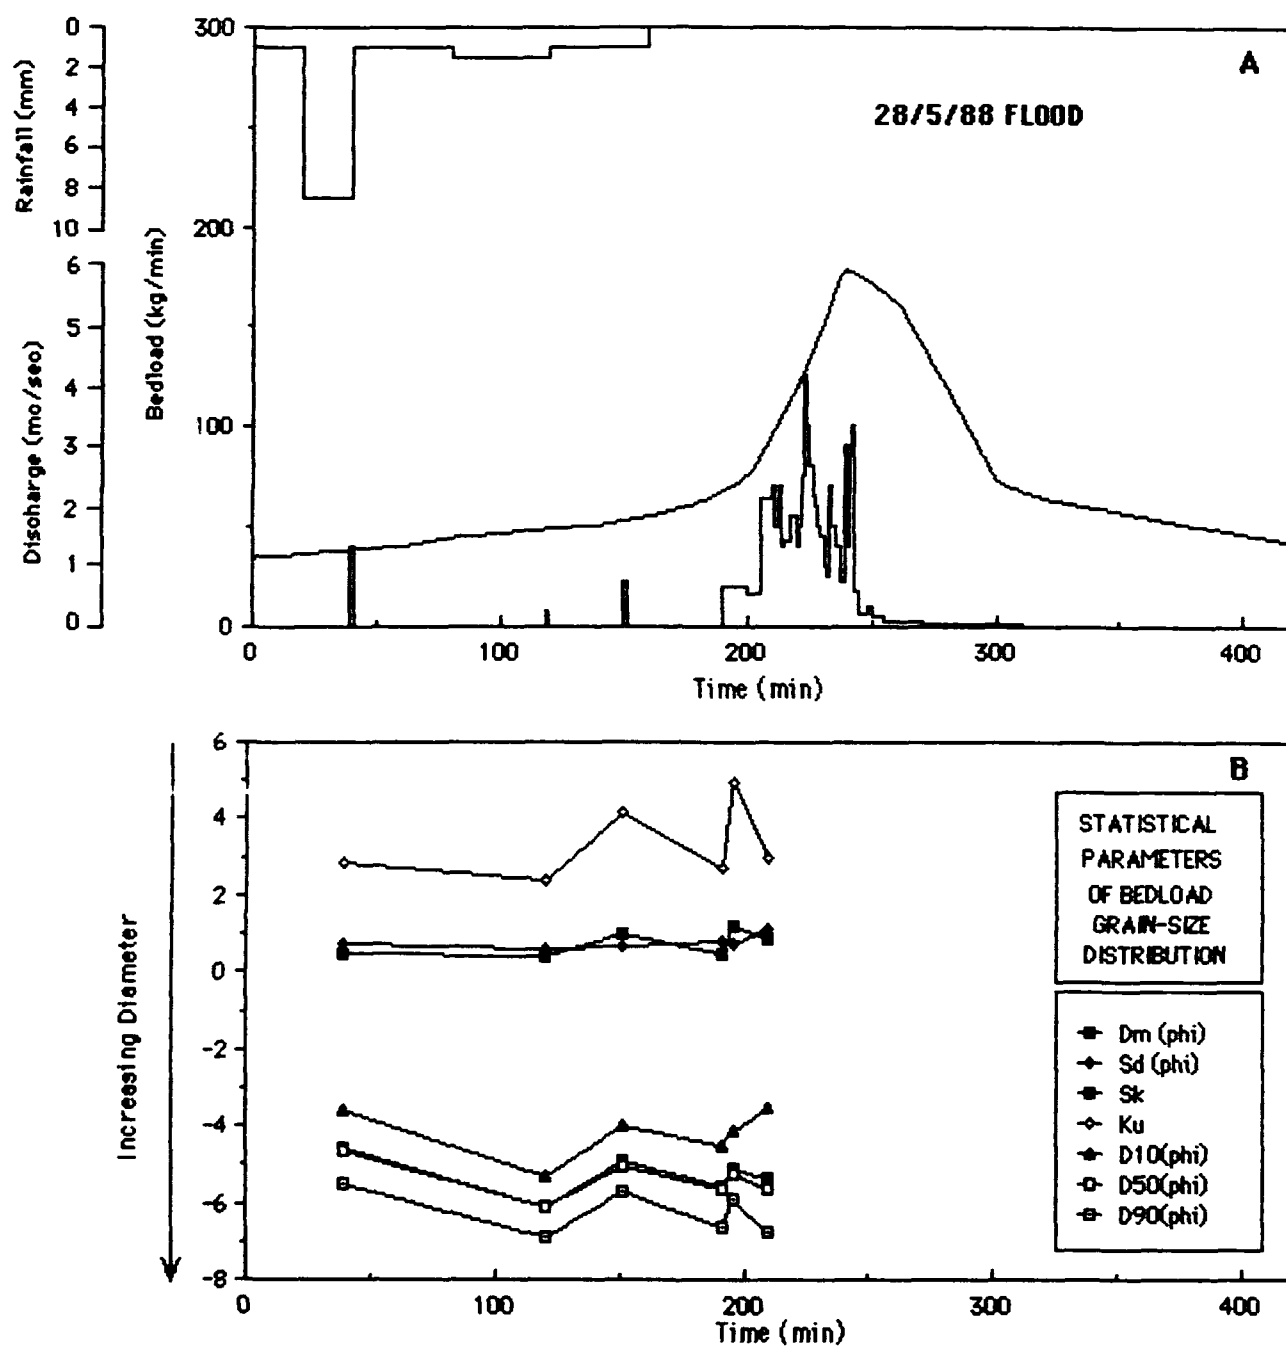 0
2
4
6
8
10
Rainfall (mm)
6
5
4
3
2
1
0
Discharge (mo/sec)
300
200
100
0
Bedload (kg/min)
A
28/5/88 FLOOD
0 100 200 300 400
Time (min)
6
4
2
0
-2
-4
-6
-8
Increasing Diameter
B
STATISTICAL
PARAMETERS
OF BEDLOAD
GRAIN-SIZE
DISTRIBUTION
Dm (phi)
Sd (phi)
Sk
Ku
D10(phi)
D50(phi)
D90(phi)
0 100 200 300 400
Time (min)